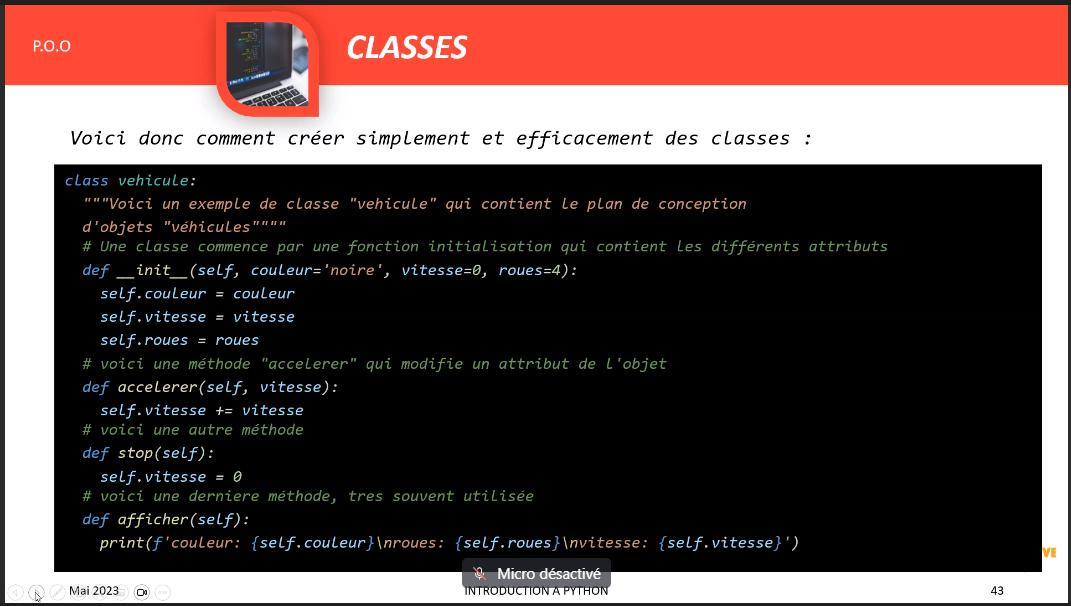 P.O.O
CLASSES
Voici donc comment créer simplement et efficacement des classes :
class vehicule:
"""Voici un exemple de classe "vehicule" qui contient le plan de conception
d'objets "véhicules""""
# Une classe commence par une fonction initialisation qui contient les différents attributs
def __init__(self, couleur='noire', vitesse=0, roues=4):
self.couleur = couleur
self.vitesse = vitesse
self.roues = roues
# voici une méthode "accelerer" qui modifie un attribut de l'objet
def accelerer(self, vitesse):
self.vitesse += vitesse
# voici une autre méthode
def stop(self):
self.vitesse = 0
# voici une derniere méthode, tres souvent utilisée
def afficher(self):
print(f'couleur: {self.couleur}\nroues: {self.roues}\nvitesse: {self.vitesse}')
VE
Micro désactivé
Mai 2023
INTRODUCTION A PYTHON
43